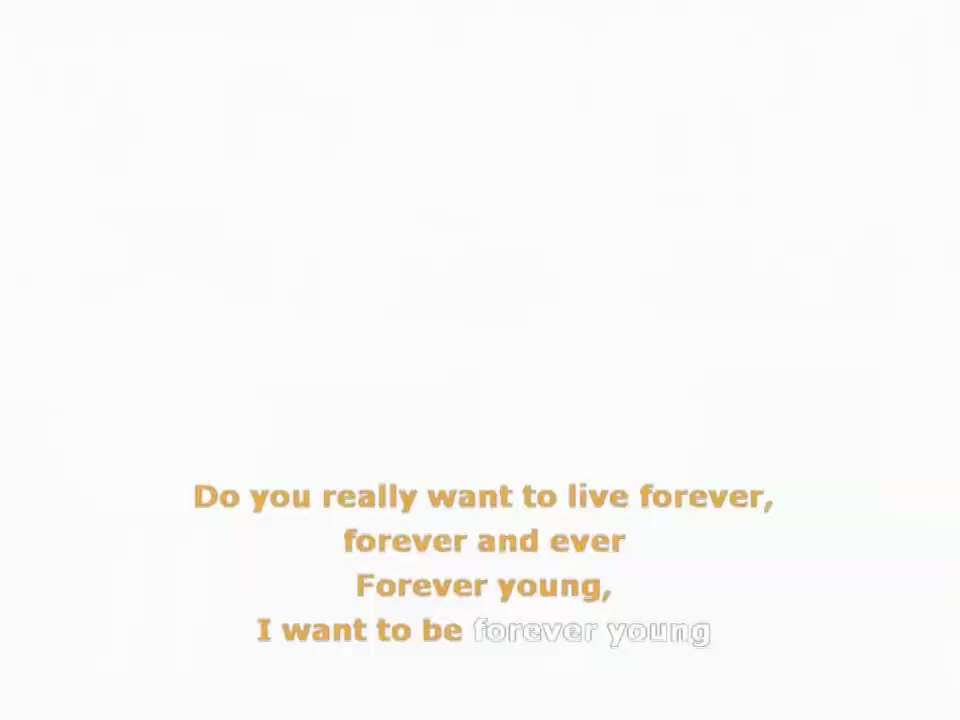 Do you really want to live forever,
forever and ever
Forever young,
I want to be forever young